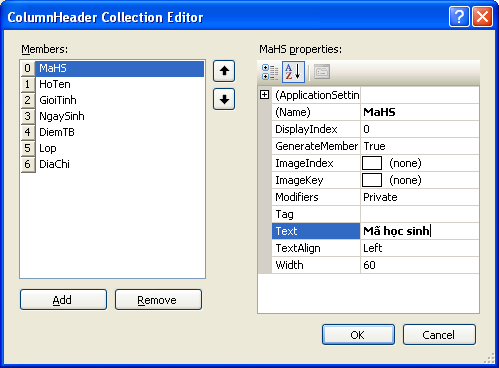 ColumnHeader Collection Editor
Members:
0 MaHS
1 HoTen
2 GioiTinh
3 NgaySinh
4 DiemTB
5 Lop
6 DiaChi
Add Remove
MaHS properties:
(ApplicationSettin
(Name) MaHS
DisplayIndex 0
GenerateMember True
ImageIndex (none)
ImageKey (none)
Modifiers Private
Tag
Text Mã học sinh
TextAlign Left
Width 60
OK Cancel